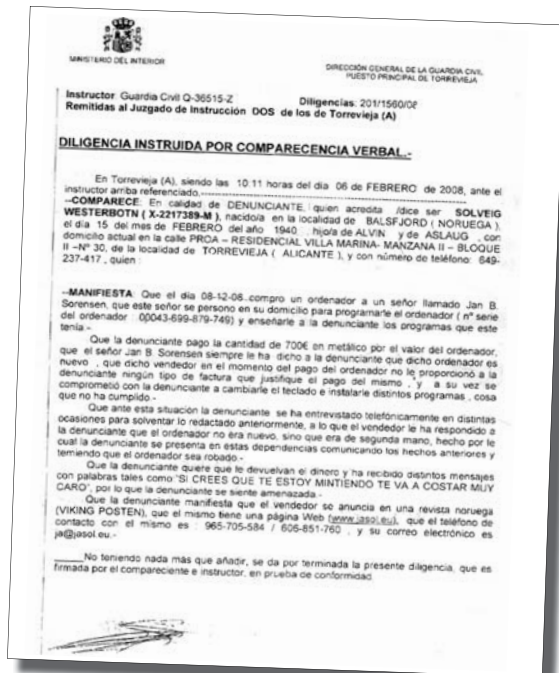 MINISTERIO DEL INTERIOR
DIRECCIÓN GENERAL DE LA GUARDIA CIVIL
PUESTO PRINCIPAL DE TORREVIEJA
Instructor: Guardia Civil Q-36515-Z Diligencias: 201/1560/08
Remitidas al Juzgado de Instrucción DOS de los de Torrevieja (A)
DILIGENCIA INSTRUIDA POR COMPARECENCIA VERBAL.-
En Torrevieja (A), siendo las 10:11 horas del día 06 de FEBRERO de 2008, ante el
instructor arriba referenciado,-----
--COMPARECE: En calidad de DENUNCIANTE, quien acredita /dice ser SOLVEIG
WESTERBOTN ( X-2217389-M ), nacido/a en la localidad de BALSFJORD ( NORUEGA ),
el día 15 del mes de FEBRERO del año 1940, hijo/a de ALVIN y de ASLAUG , con
domicilio actual en la calle PROA – RESIDENCIAL VILLA MARINA- MANZANA II – BLOQUE
II –Nº 30, de la localidad de TORREVIEJA ( ALICANTE ), y con número de teléfono: 649-
237-417 , quien :
--MANIFIESTA: Que el día 08-12-06 compro un ordenador a un señor llamado Jan B.
Sorensen, que este señor se persono en su domicilio para programarle el ordenador ( nº serie
del ordenador 00043-699-879-749) y enseñarle a la denunciante los programas que este
tenía.-
Que la denunciante pago la cantidad de 700€ en metálico por el valor del ordenador,
que el señor Jan B. Sorensen siempre le ha dicho a la denunciante que dicho ordenador es
nuevo , que dicho vendedor en el momento del pago del ordenador no le proporcionó a la
denunciante ningún tipo de factura que justifique el pago del mismo , y a su vez se
comprometió con la denunciante a cambiarle el teclado e instalarle distintos programas , cosa
que no ha cumplido.-
Que ante esta situación la denunciante se ha entrevistado telefónicamente en distintas
ocasiones para solventar lo redactado anteriormente, a lo que el vendedor le ha respondido a
la denunciante que el ordenador no era nuevo, sino que era de segunda mano, hecho por le
cual la denunciante se presenta en estas dependencias comunicando los hechos anteriores y
temiendo que el ordenador sea robado.-
Que la denunciante quiere que le devuelvan el dinero y ha recibido distintos mensajes
con palabras tales como "SI CREES QUE TE ESTOY MINTIENDO TE VA A COSTAR MUY
CARO", por lo que la denunciante se siente amenazada.-
Que la denunciante manifiesta que el vendedor se anuncia en una revista noruega
(VIKING POSTEN), que el mismo tiene una página Web (www.jasol.eu), que el teléfono de
contacto con el mismo es : 965-705-584 / 606-851-760 , y su correo electrónico es
ja@jasol.eu.-
_____No teniendo nada más que añadir, se da por terminada la presente diligencia, que es
firmada por el compareciente e instructor, en prueba de conformidad.